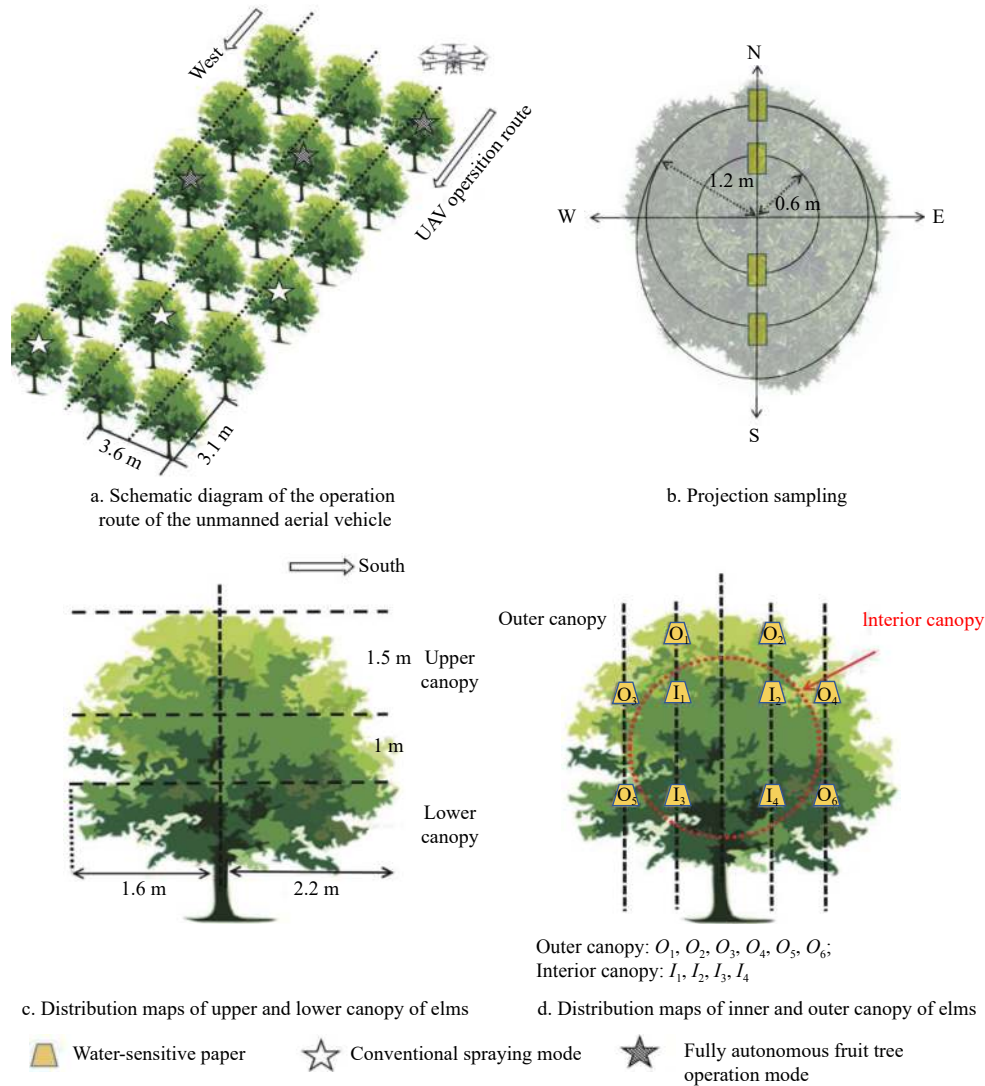 West
UAV opersition route
3.6 m
3.1 m
a. Schematic diagram of the operation
route of the unmanned aerial vehicle
N
1.2 m
0.6 m
W
E
S
b. Projection sampling
South
1.5 m
Upper
canopy
1 m
Lower
canopy
1.6 m
2.2 m
c. Distribution maps of upper and lower canopy of elms
Outer canopy
Interior canopy
O₁ O₂
O₃ I₁ I₂ O₄
O₅ I₃ I₄ O₆
Outer canopy: O₁, O₂, O₃, O₄, O₅, O₆;
Interior canopy: I₁, I₂, I₃, I₄
d. Distribution maps of inner and outer canopy of elms
Water-sensitive paper
Conventional spraying mode
Fully autonomous fruit tree
operation mode